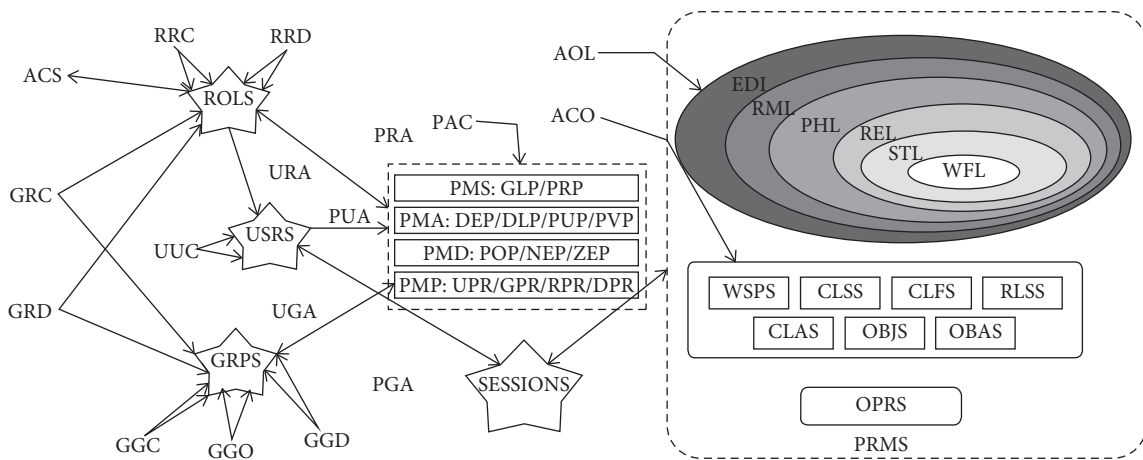 RRC
RRD
ACS
ROLS
AOL
EDI
RML
PHL
REL
STL
WFL
ACO
PAC
PRA
URA
GRC
PMS: GLP/PRP
PMA: DEP/DLP/PUP/PVP
PMD: POP/NEP/ZEP
PMP: UPR/GPR/RPR/DPR
PUA
USRS
UUC
GRD
UGA
GRPS
PGA
SESSIONS
GGC
GGO
GGD
WSPS
CLSS
CLFS
RLSS
CLAS
OBJS
OBAS
OPRS
PRMS